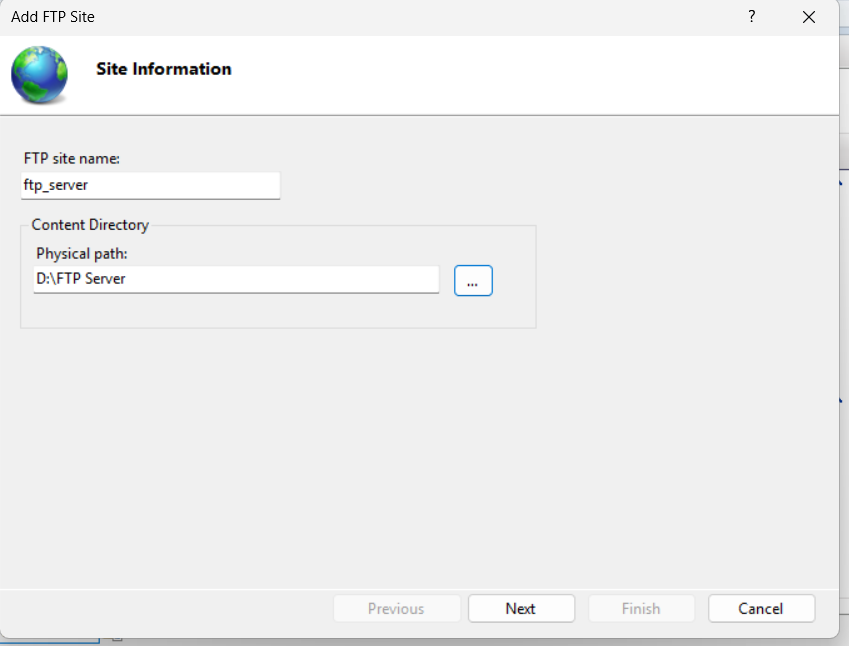 Add FTP Site
?
Site Information
FTP site name:
ftp_server
Content Directory
Physical path:
D:\FTP Server
...
Previous Next Finish Cancel